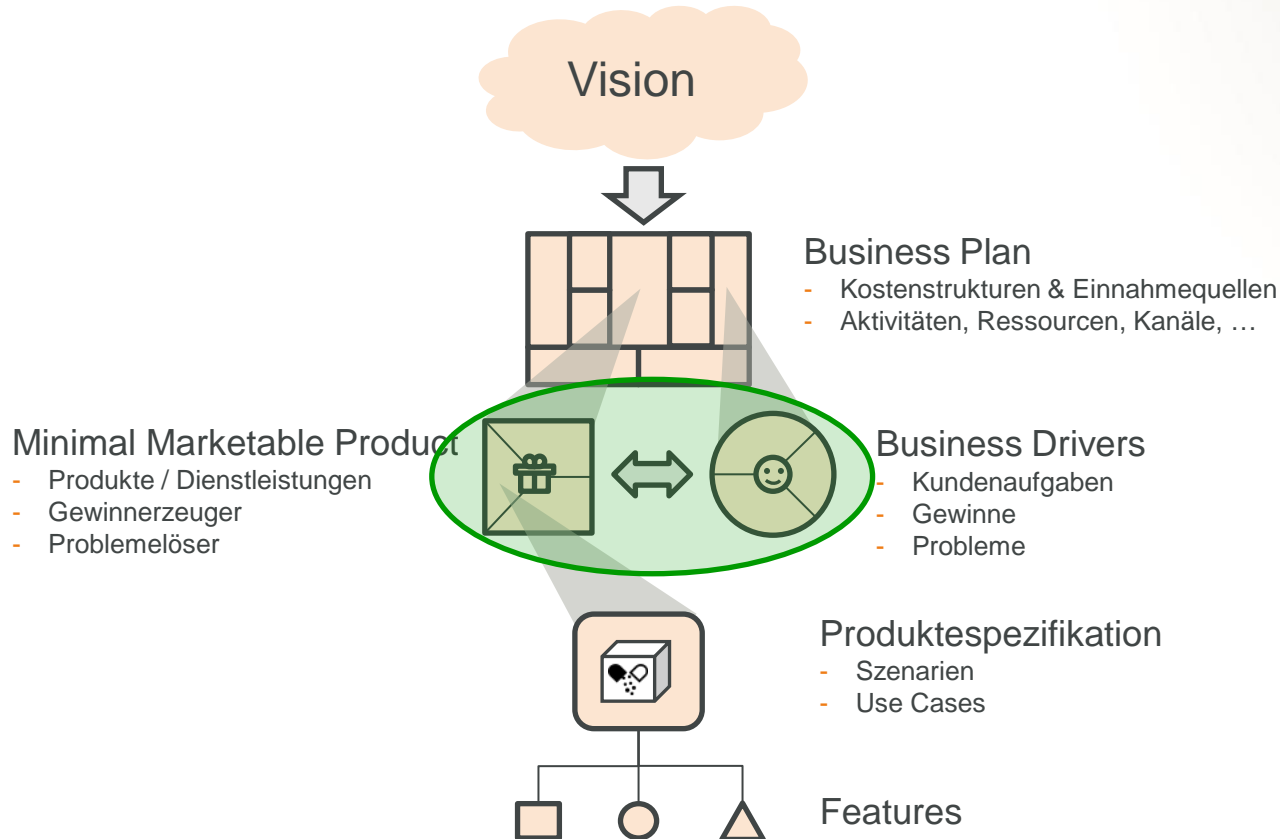 Vision
Business Plan
- Kostenstrukturen & Einnahmequellen
- Aktivitäten, Ressourcen, Kanäle, …
Minimal Marketable Product
- Produkte / Dienstleistungen
- Gewinnerzeuger
- Problemelöser
Business Drivers
- Kundenaufgaben
- Gewinne
- Probleme
Produktespezifikation
- Szenarien
- Use Cases
Features